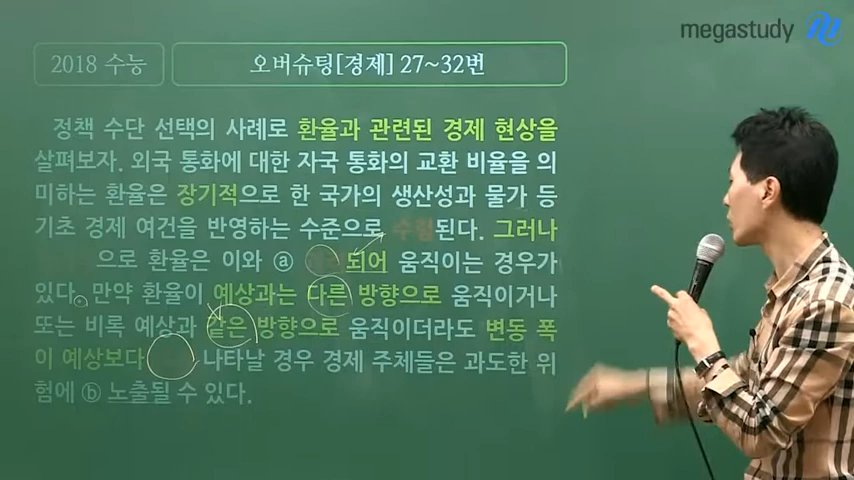 megastudy
2018 수능
오버슈팅[경제] 27~32번
정책 수단 선택의 사례로 환율과 관련된 경제 현상을
살펴보자. 외국 통화에 대한 자국 통화의 교환 비율을 의
미하는 환율은 장기적으로 한 국가의 생산성과 물가 등
기초 경제 여건을 반영하는 수준으로 수렴된다. 그러나
으로 환율은 이와 ⓐ 되어 움직이는 경우가
있다. 만약 환율이 예상과는 다른 방향으로 움직이거나
또는 비록 예상과 같은 방향으로 움직이더라도 변동 폭
이 예상보다 나타날 경우 경제 주체들은 과도한 위
험에 ⓑ 노출될 수 있다.